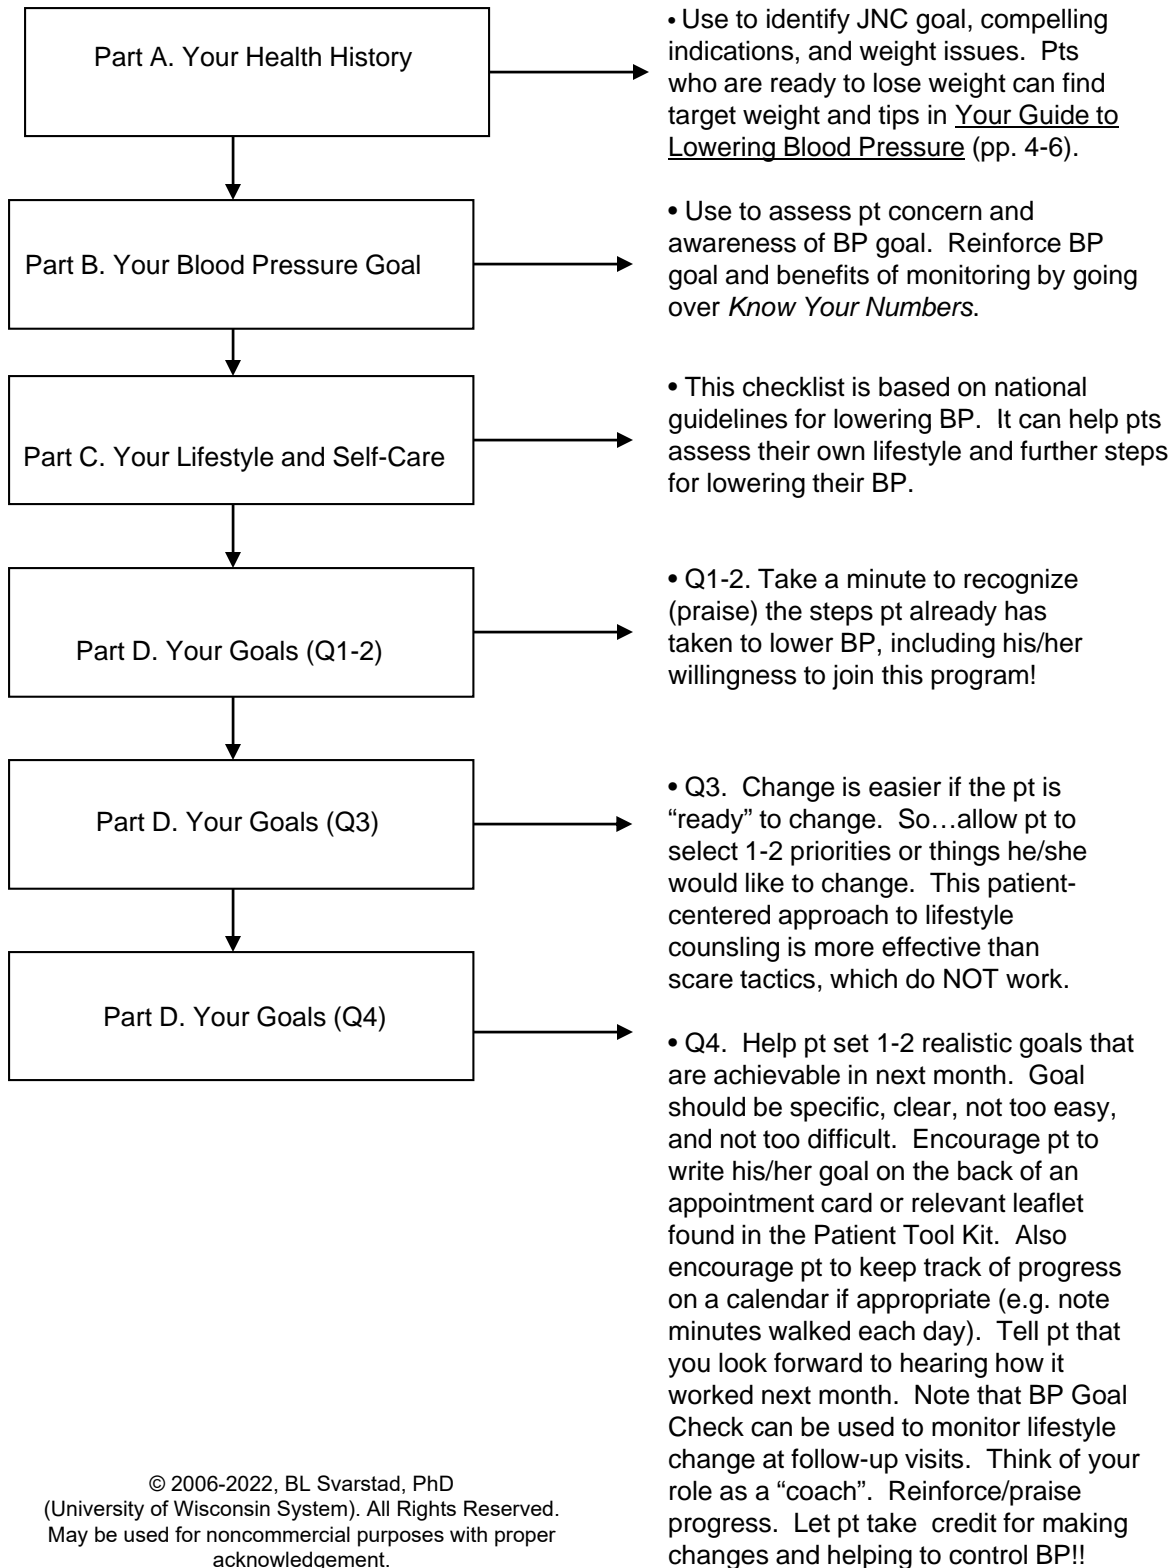 Part A. Your Health History
• Use to identify JNC goal, compelling
indications, and weight issues.  Pts
who are ready to lose weight can find
target weight and tips in Your Guide to
Lowering Blood Pressure (pp. 4-6).
Part B. Your Blood Pressure Goal
• Use to assess pt concern and
awareness of BP goal.  Reinforce BP
goal and benefits of monitoring by going
over Know Your Numbers.
Part C. Your Lifestyle and Self-Care
• This checklist is based on national
guidelines for lowering BP.  It can help pts
assess their own lifestyle and further steps
for lowering their BP.
Part D. Your Goals (Q1-2)
• Q1-2. Take a minute to recognize
(praise) the steps pt already has
taken to lower BP, including his/her
willingness to join this program!
Part D. Your Goals (Q3)
• Q3.  Change is easier if the pt is
“ready” to change.  So…allow pt to
select 1-2 priorities or things he/she
would like to change.  This patient-
centered approach to lifestyle
counsling is more effective than
scare tactics, which do NOT work.
Part D. Your Goals (Q4)
• Q4.  Help pt set 1-2 realistic goals that
are achievable in next month.  Goal
should be specific, clear, not too easy,
and not too difficult.  Encourage pt to
write his/her goal on the back of an
appointment card or relevant leaflet
found in the Patient Tool Kit.  Also
encourage pt to keep track of progress
on a calendar if appropriate (e.g. note
minutes walked each day).  Tell pt that
you look forward to hearing how it
worked next month.  Note that BP Goal
Check can be used to monitor lifestyle
change at follow-up visits.  Think of your
role as a “coach”.  Reinforce/praise
progress.  Let pt take  credit for making
changes and helping to control BP!!
© 2006-2022, BL Svarstad, PhD
(University of Wisconsin System). All Rights Reserved.
May be used for noncommercial purposes with proper
acknowledgement.